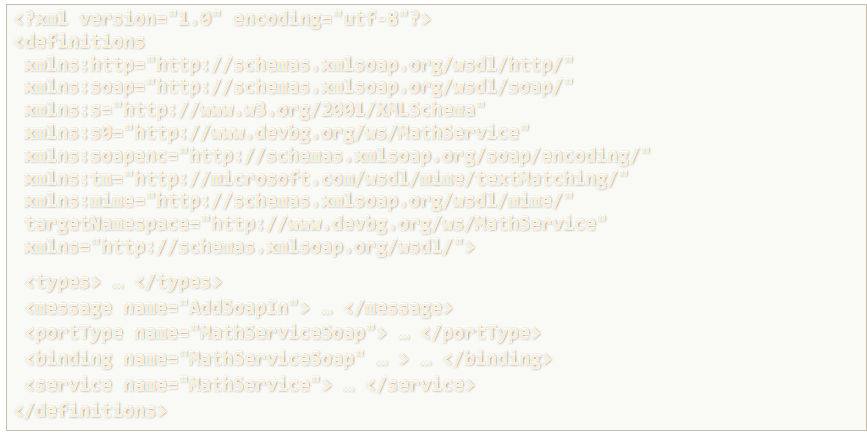 <?xml version="1.0" encoding="utf-8"?>
<definitions
xmlns:http="http://schemas.xmlsoap.org/wsdl/http/"
xmlns:soap="http://schemas.xmlsoap.org/wsdl/soap/"
xmlns:s="http://www.w3.org/2001/XMLSchema"
xmlns:s0="http://www.devbg.org/ws/MathService"
xmlns:soapenc="http://schemas.xmlsoap.org/soap/encoding/"
xmlns:tm="http://microsoft.com/wsdl/mime/textMatching/"
xmlns:mime="http://schemas.xmlsoap.org/wsdl/mime/"
targetNamespace="http://www.devbg.org/ws/MathService"
xmlns="http://schemas.xmlsoap.org/wsdl/">
<types> … </types>
<message name="AddSoapIn"> … </message>
<portType name="MathServiceSoap"> … </portType>
<binding name="MathServiceSoap" … > … </binding>
<service name="MathService"> … </service>
</definitions>